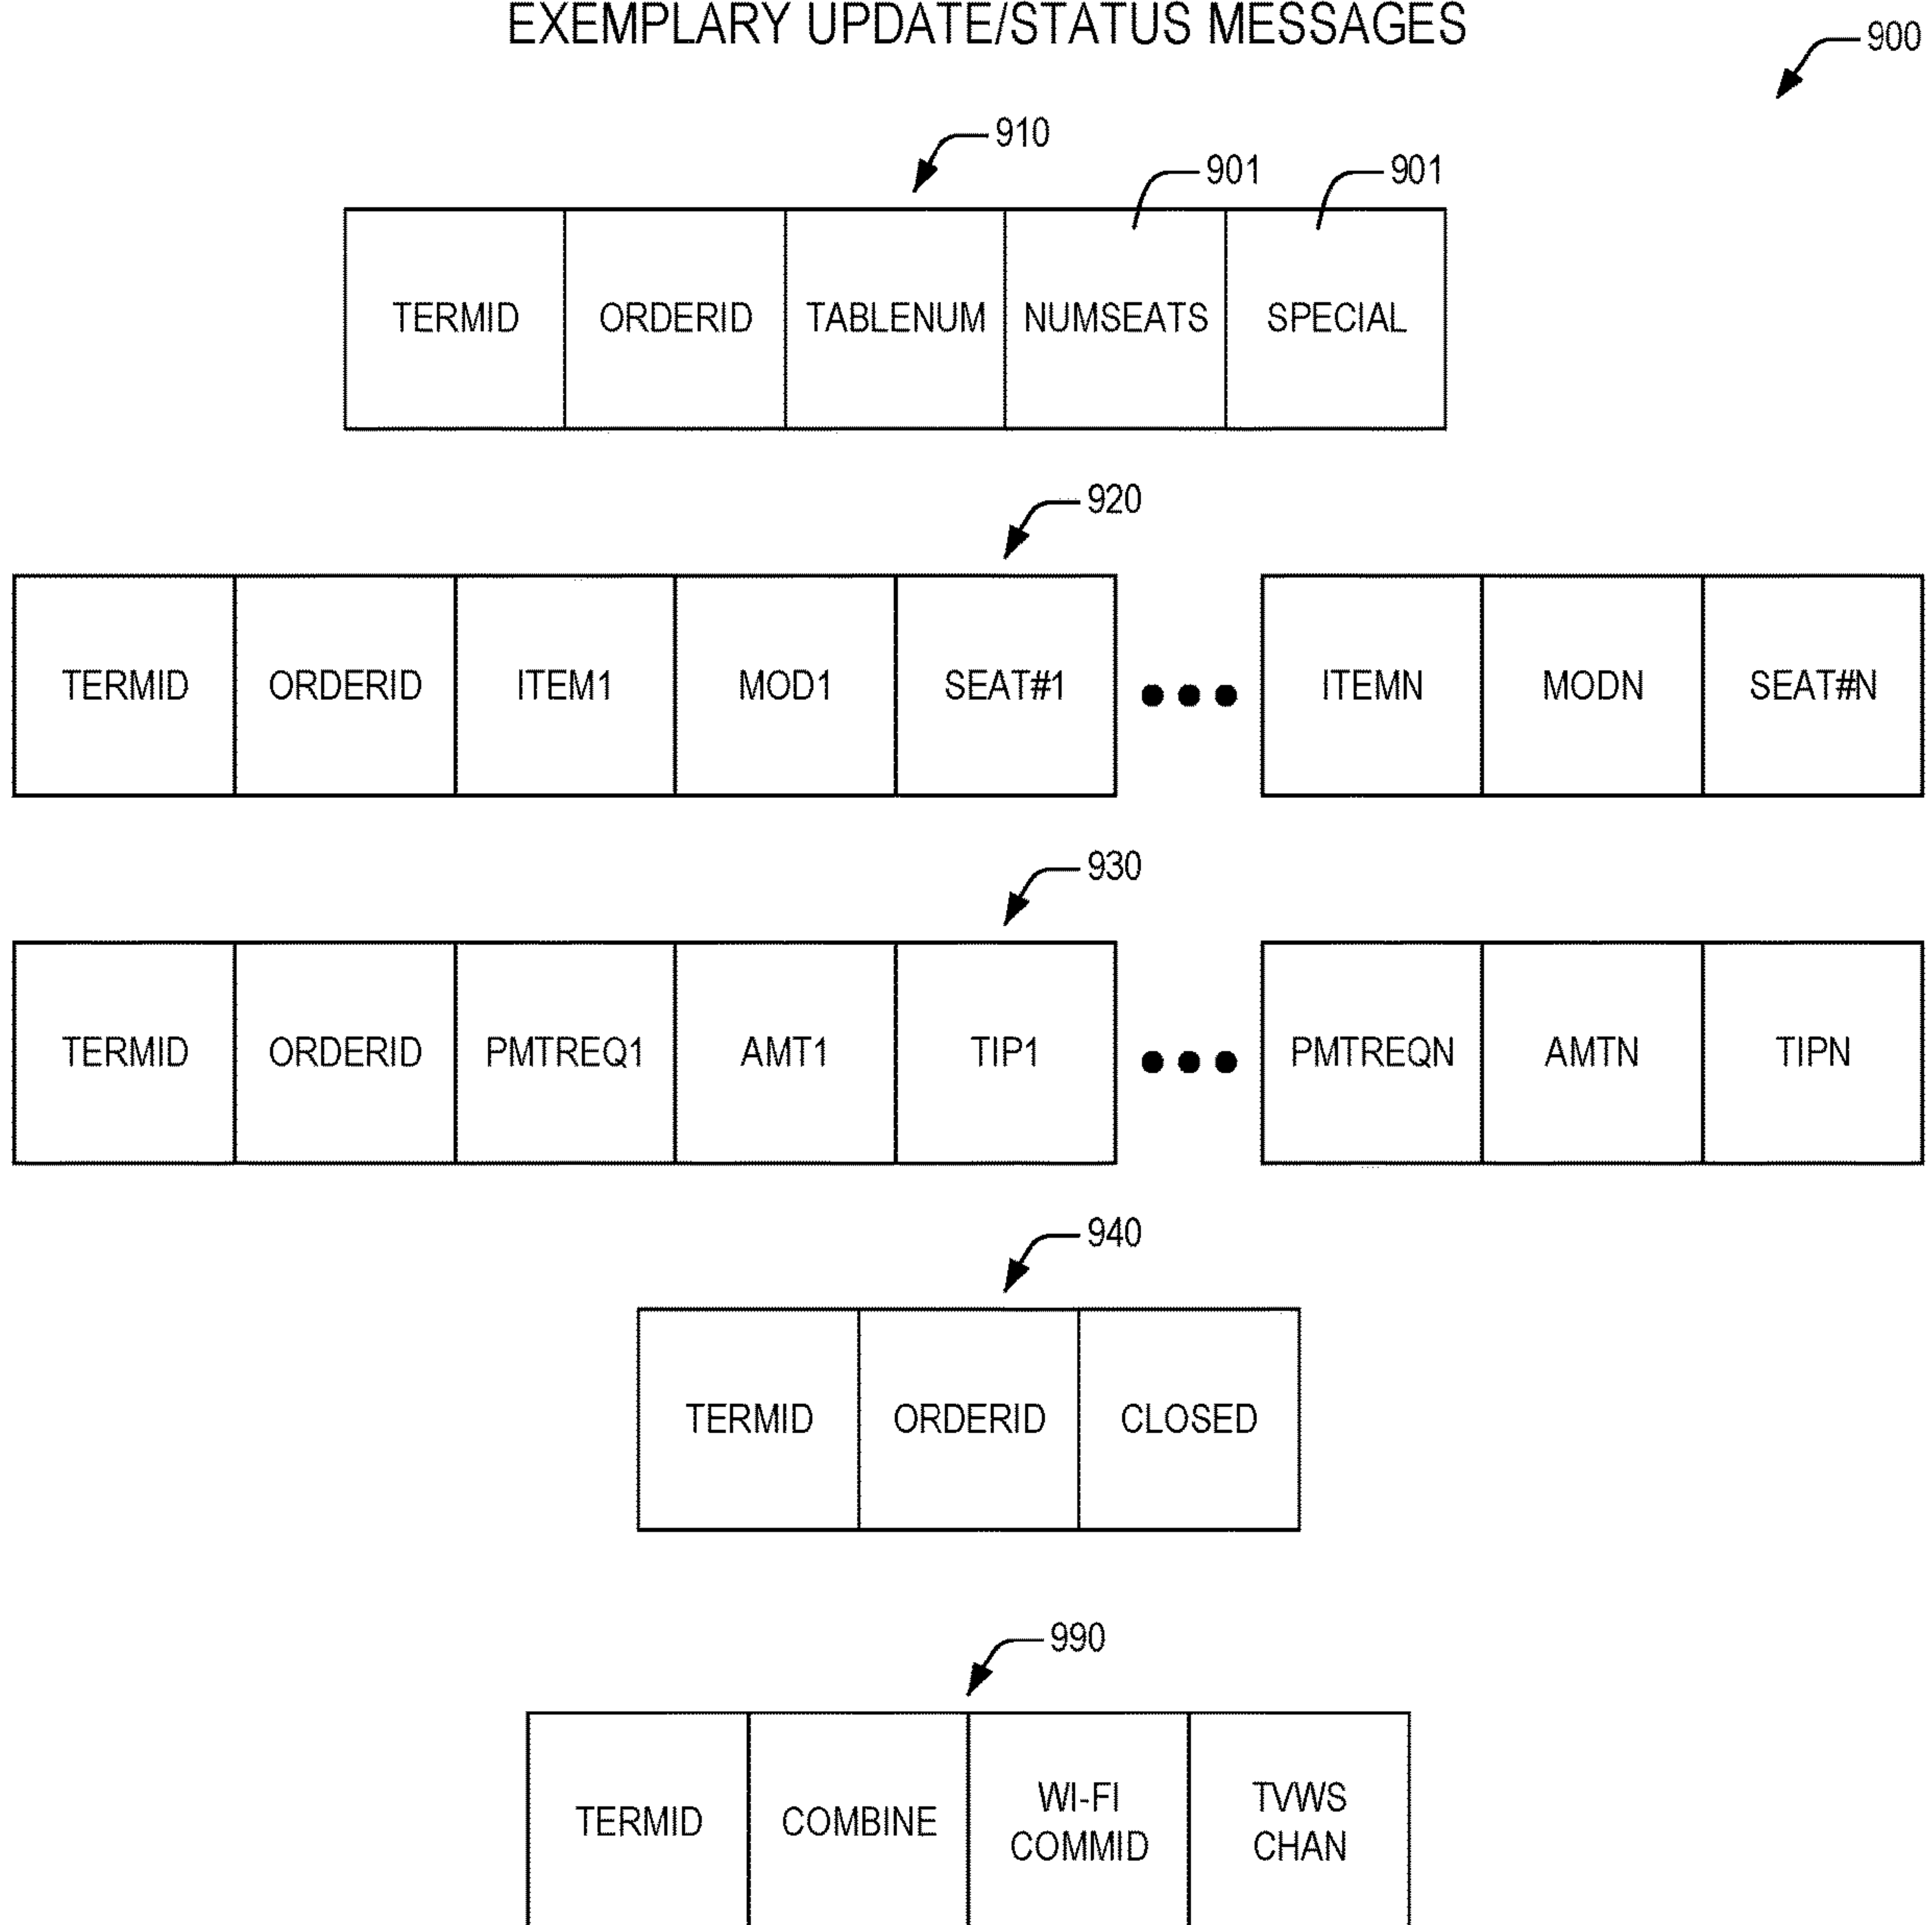 EXEMPLARY UPDATE/STATUS MESSAGES
900
910
901 901
TERMID ORDERID TABLENUM NUMSEATS SPECIAL
920
TERMID ORDERID ITEM1 MOD1 SEAT#1 ●●● ITEMN MODN SEAT#N
930
TERMID ORDERID PMTREQ1 AMT1 TIP1 ●●● PMTREQN AMTN TIPN
940
TERMID ORDERID CLOSED
990
TERMID COMBINE WI-FI COMMID TVWS CHAN